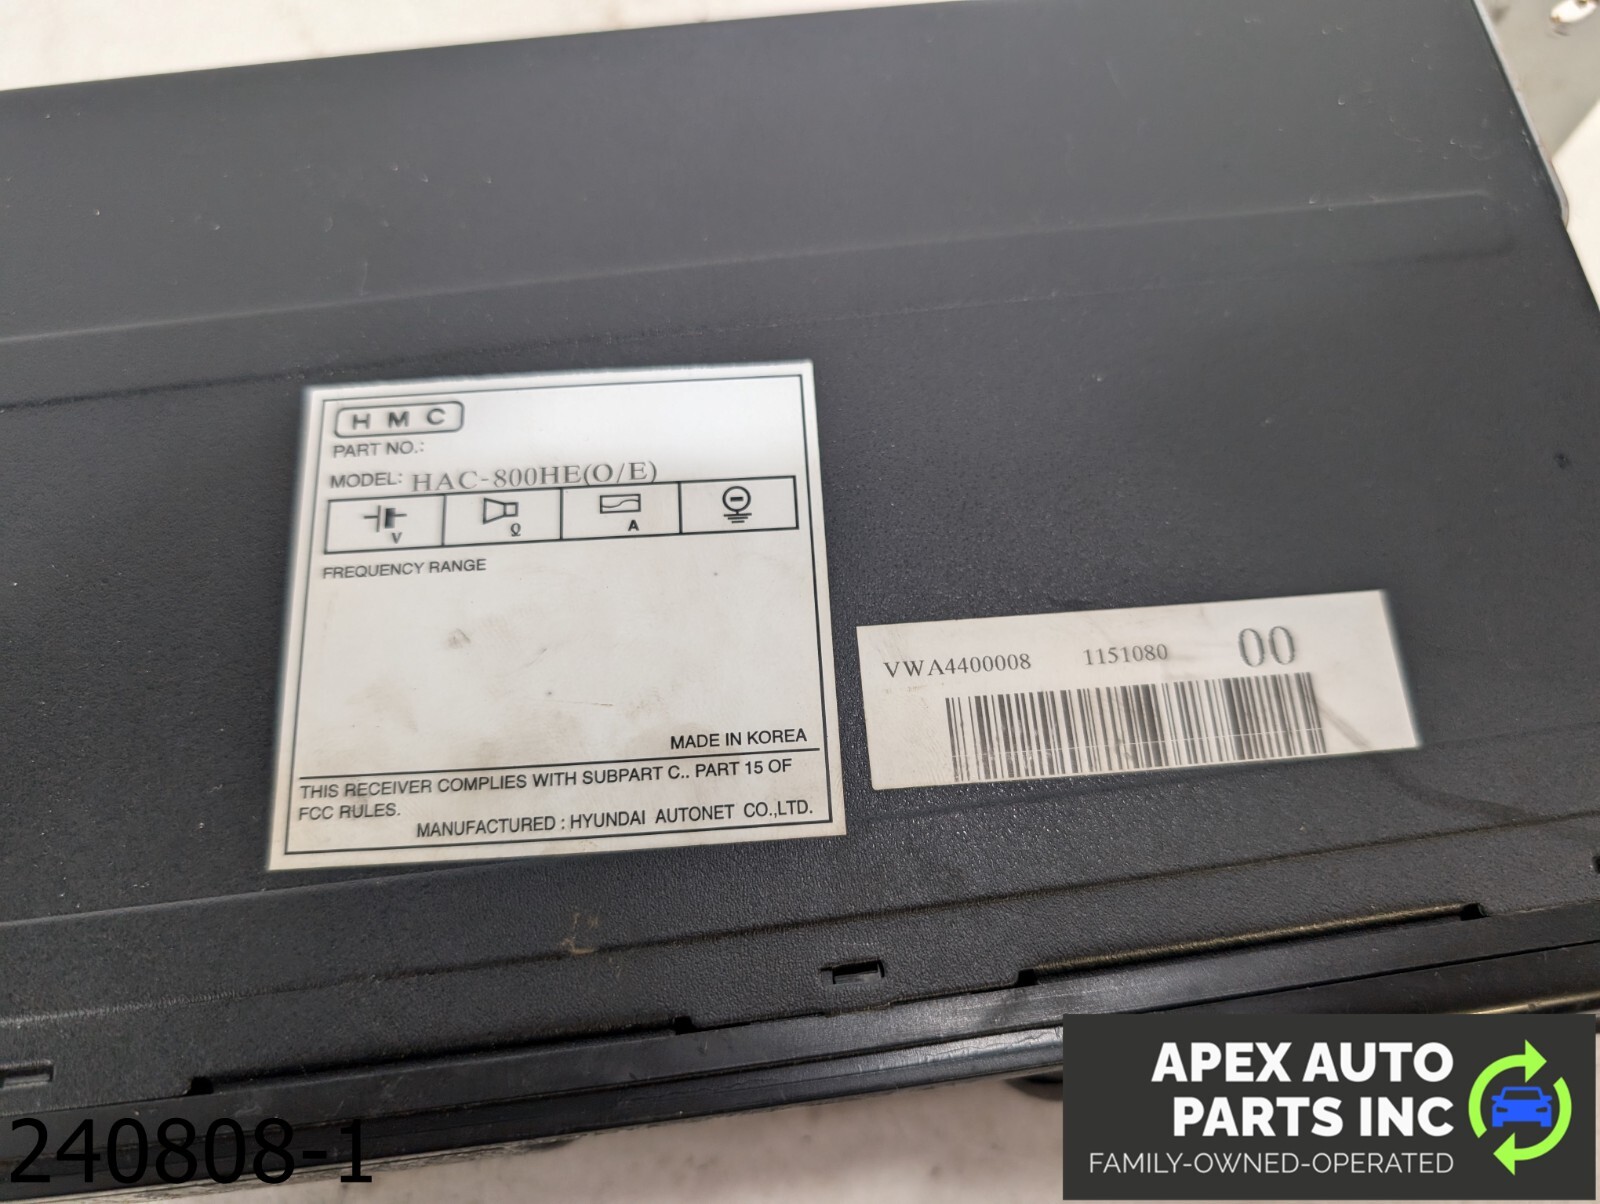 HMC
PART NO.:
MODEL: HAC-800HE(O/E)
V Ω A
FREQUENCY RANGE
MADE IN KOREA
THIS RECEIVER COMPLIES WITH SUBPART C.. PART 15 OF
FCC RULES.
MANUFACTURED : HYUNDAI AUTONET CO.,LTD.
VWA4400008 1151080 00
240808-1
APEX AUTO
PARTS INC
FAMILY-OWNED-OPERATED